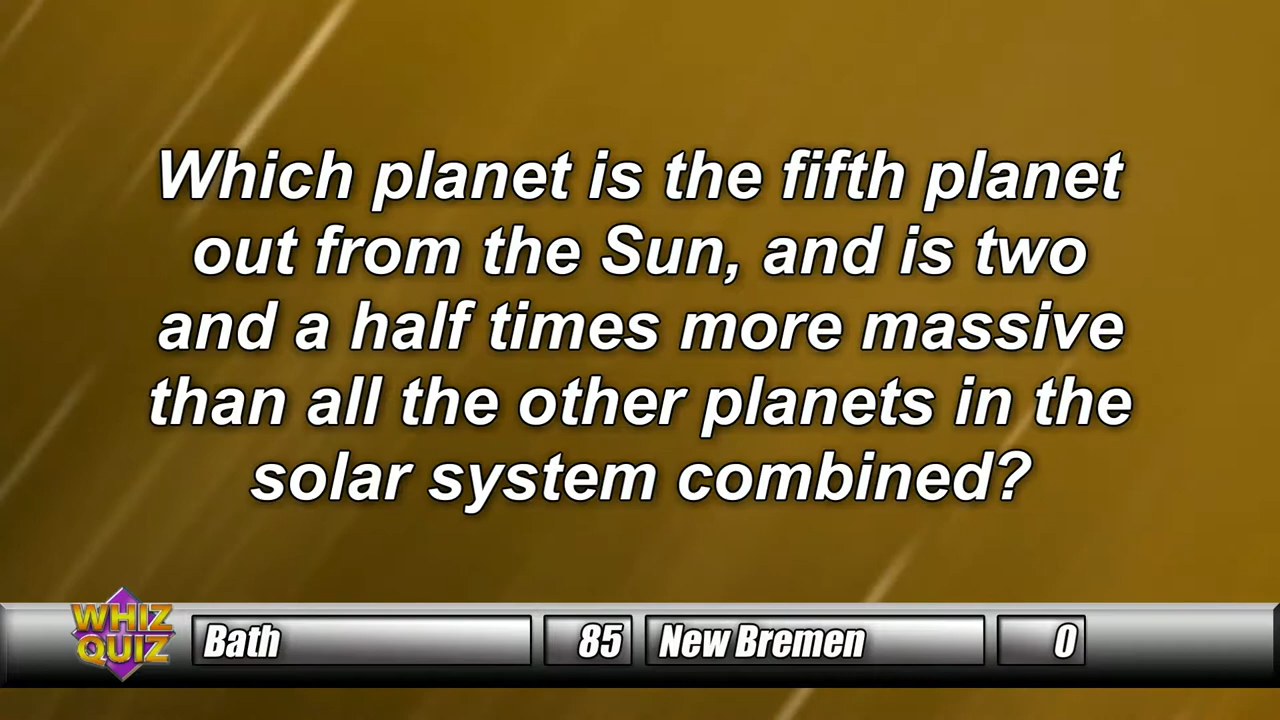 Which planet is the fifth planet
out from the Sun, and is two
and a half times more massive
than all the other planets in the
solar system combined?
WHIZ
QUIZ
Bath 85 New Bremen 0